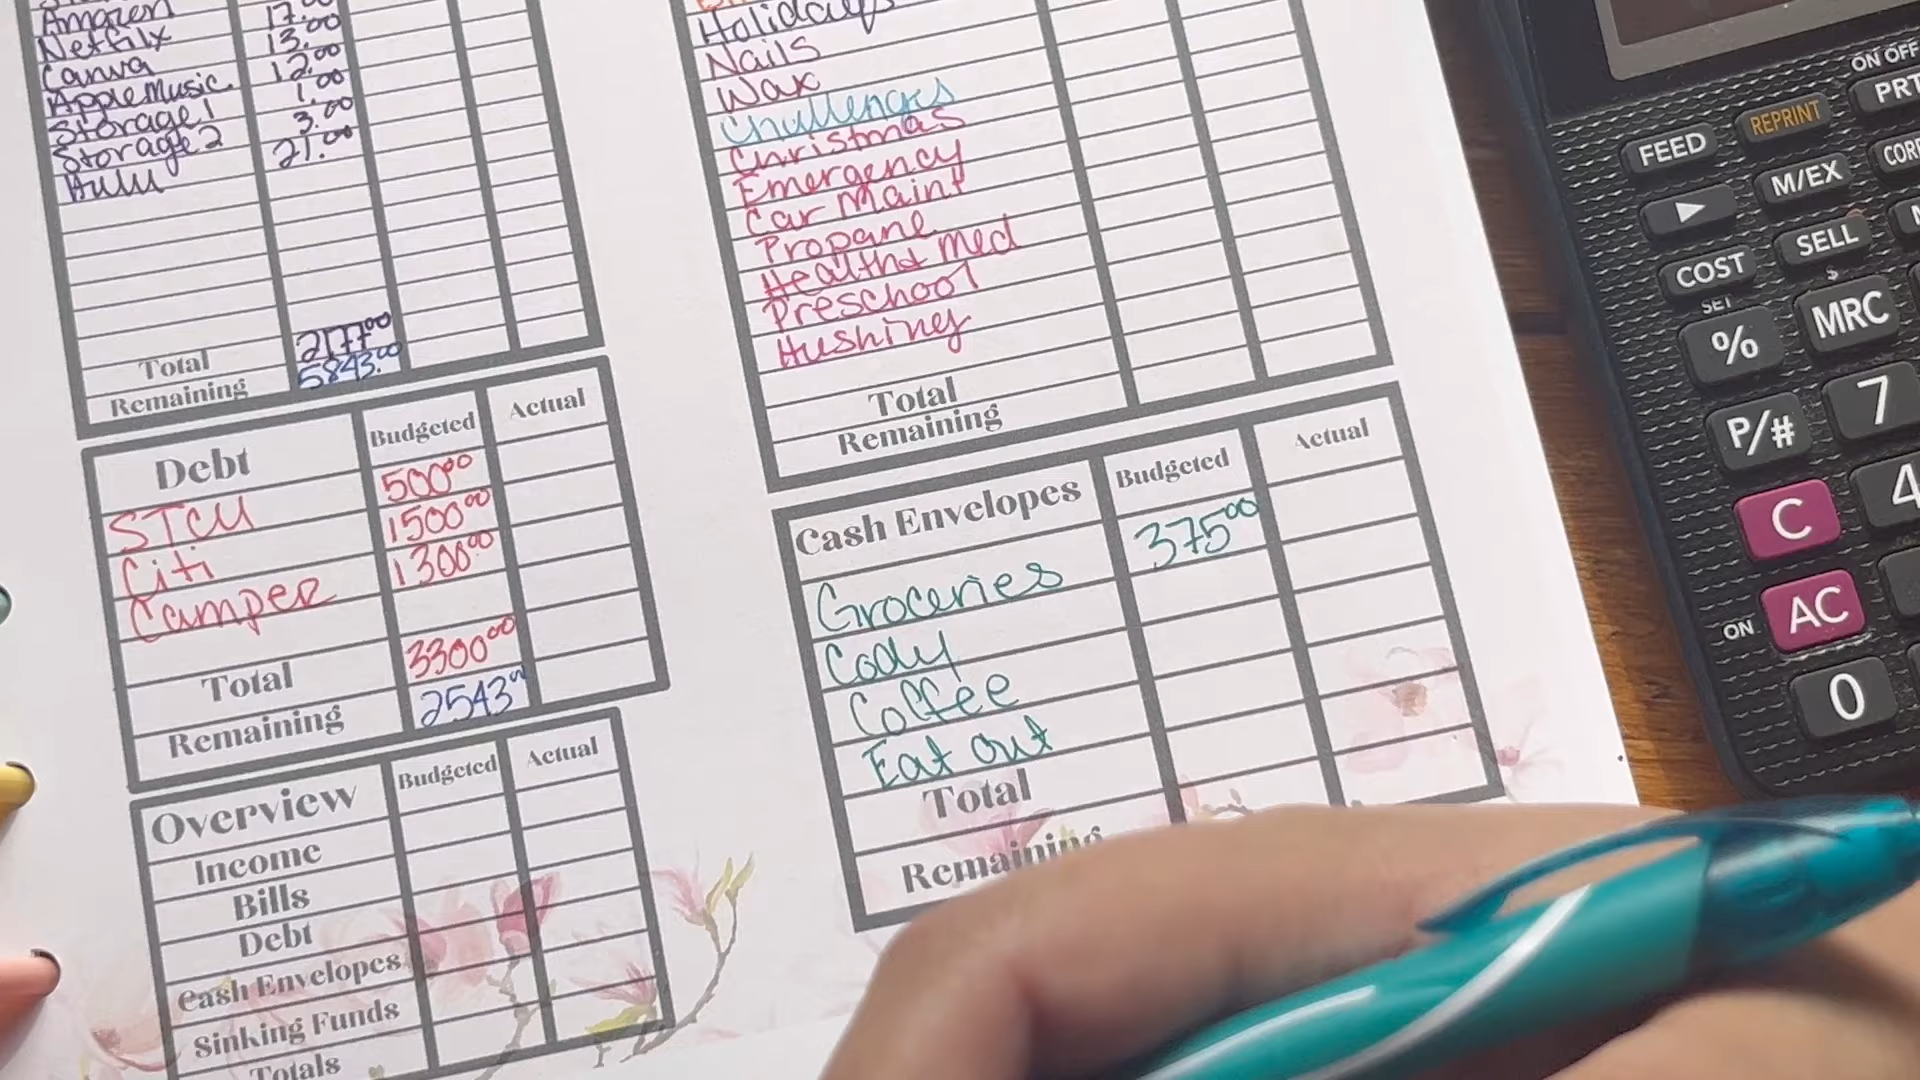 Amazon 17.00
Netfilx 13.00
Canva 12.00
Apple Music 1.00
Storage 1 3.00
Storage 2 21.00
Hulu
Total 2177.00
Remaining 5843.00
Debt Budgeted Actual
STCU 500.00
Citi 1500.00
Camper 1300.00
Total 3300.00
Remaining 2543.00
Overview Budgeted Actual
Income
Bills
Debt
Cash Envelopes
Sinking Funds
Totals
Holidays
Nails
Wax
Challenges
Christmas
Emergency
Car Maint
Propane
Health & Med
Preschool
Total
Remaining
Cash Envelopes Budgeted Actual
Groceries 375.00
Cody
Coffee
Eat Out
Total
Remaining
ON OFF
FEED REPRINT PRT
M/EX
COST SELL
SET $
% MRC
P/# 7
C 4
ON AC
0